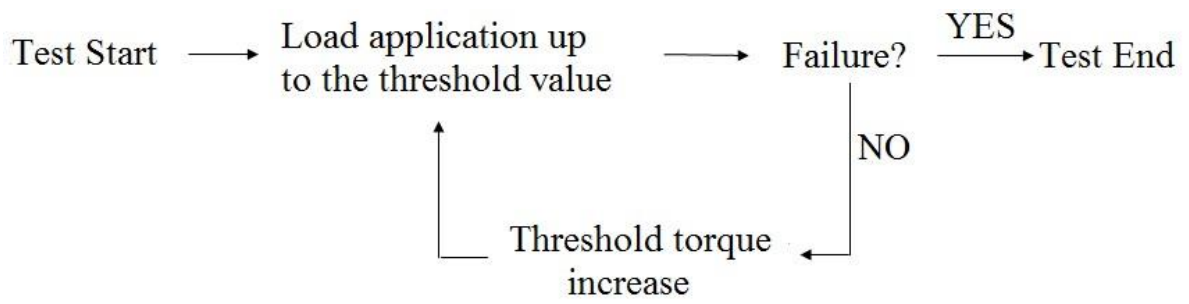 Test Start
Load application up
to the threshold value
Failure?
YES
Test End
NO
Threshold torque
increase